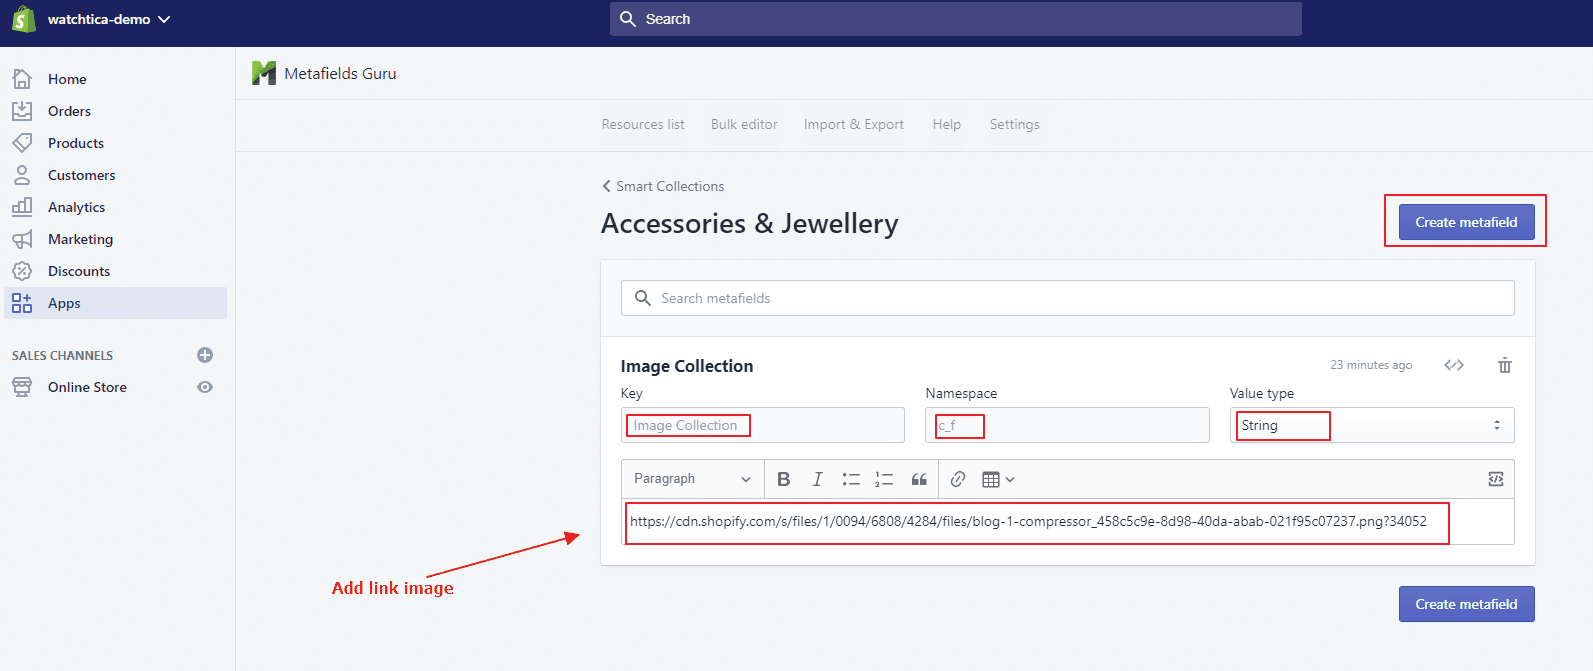 watchtica-demo
Search
Home
Orders
Products
Customers
Analytics
Marketing
Discounts
Apps
SALES CHANNELS
Online Store
Metafields Guru
Resources list Bulk editor Import & Export Help Settings
Smart Collections
Accessories & Jewellery
Create metafield
Search metafields
Image Collection
23 minutes ago
Key Namespace Value type
Image Collection c_f String
Paragraph
https://cdn.shopify.com/s/files/1/0094/6808/4284/files/blog-1-compressor_458c5c9e-8d98-40da-abab-021f95c07237.png?34052
Add link image
Create metafield